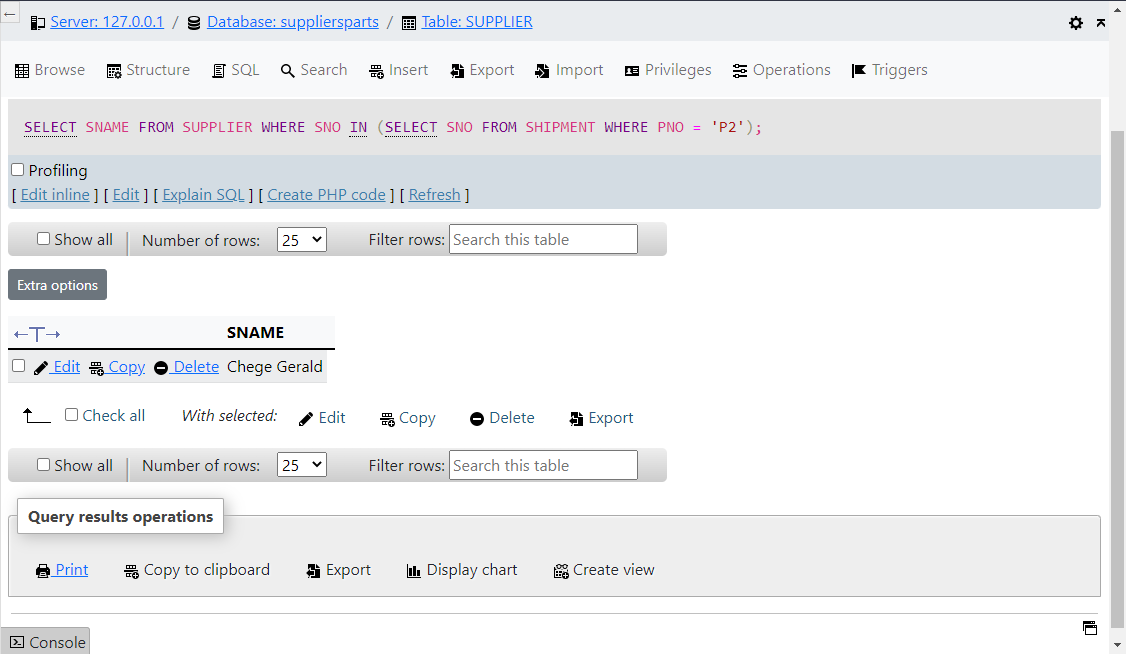 Server: 127.0.0.1 / Database: suppliersparts / Table: SUPPLIER
Browse Structure SQL Search Insert Export Import Privileges Operations Triggers
SELECT SNAME FROM SUPPLIER WHERE SNO IN (SELECT SNO FROM SHIPMENT WHERE PNO = 'P2');
Profiling
[ Edit inline ] [ Edit ] [ Explain SQL ] [ Create PHP code ] [ Refresh ]
Show all Number of rows: 25 Filter rows: Search this table
Extra options
←T→ SNAME
Edit Copy Delete Chege Gerald
Check all With selected: Edit Copy Delete Export
Show all Number of rows: 25 Filter rows: Search this table
Query results operations
Print Copy to clipboard Export Display chart Create view
Console